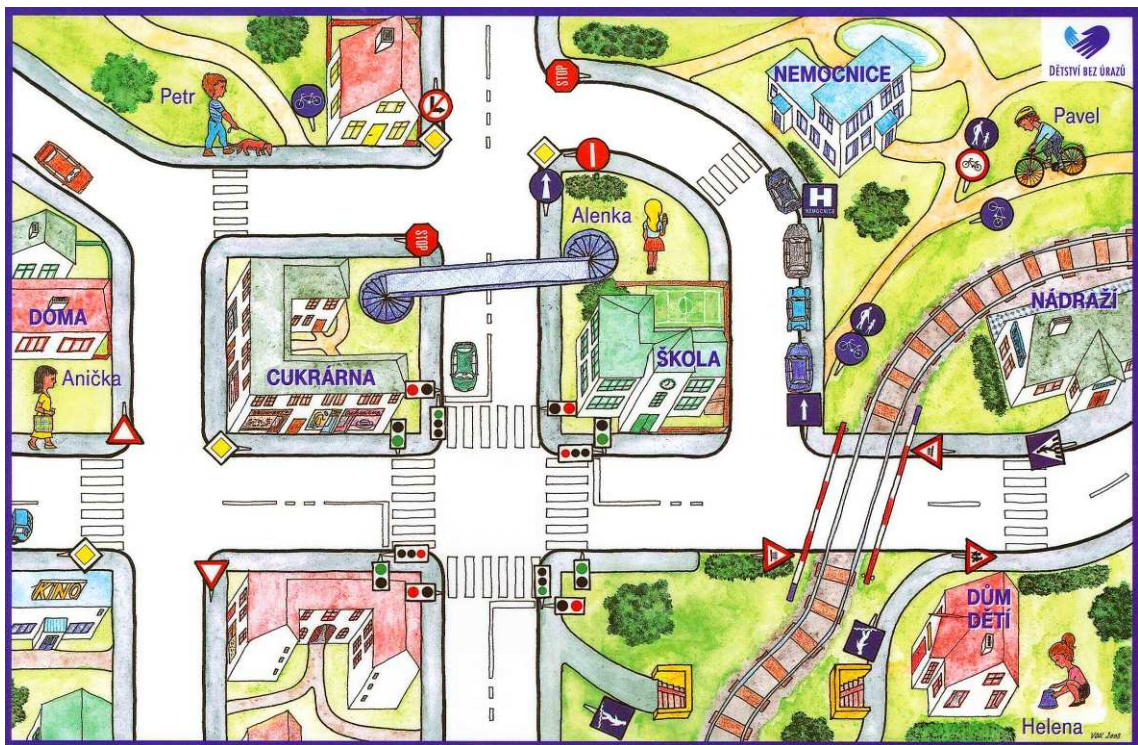 NEMOCNICE
DĚTSTVÍ BEZ ÚRAZŮ
Petr
Pavel
STOP
H
NEMOCNICE
Alenka
STOP
DOMA
NÁDRAŽÍ
Anička
CUKRÁRNA
ŠKOLA
KINO
DŮM
DĚTÍ
Helena